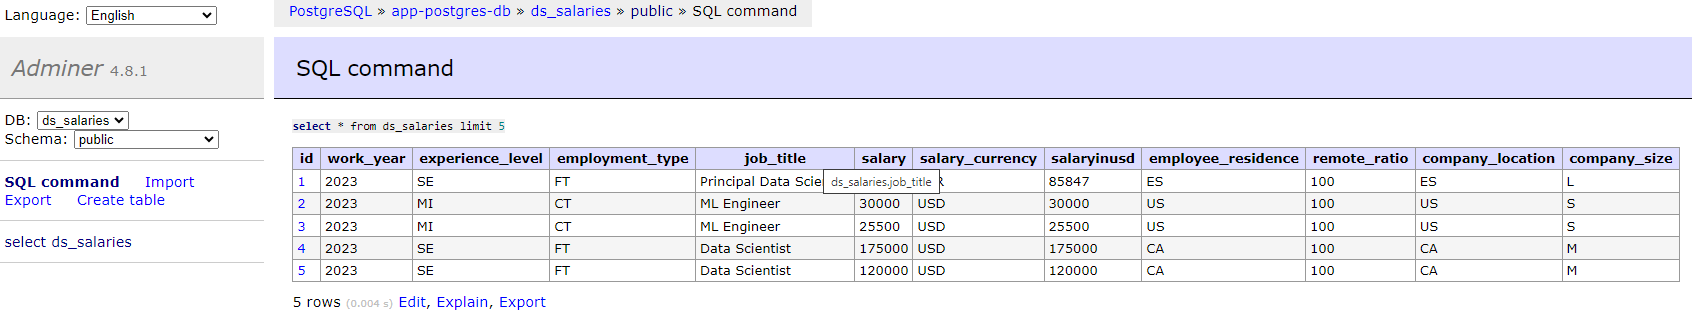 Language: English
PostgreSQL » app-postgres-db » ds_salaries » public » SQL command
Adminer 4.8.1
SQL command
DB: ds_salaries
Schema: public
SQL command Import
Export Create table
select ds_salaries
select * from ds_salaries limit 5
id work_year experience_level employment_type job_title salary salary_currency salaryinusd employee_residence remote_ratio company_location company_size
1 2023 SE FT Principal Data 85847 ES 100 ES L
ds_salaries.job_title
2 2023 MI CT ML Engineer 30000 USD 30000 US 100 US S
3 2023 MI CT ML Engineer 25500 USD 25500 US 100 US S
4 2023 SE FT Data Scientist 175000 USD 175000 CA 100 CA M
5 2023 SE FT Data Scientist 120000 USD 120000 CA 100 CA M
5 rows (0.004 s) Edit, Explain, Export